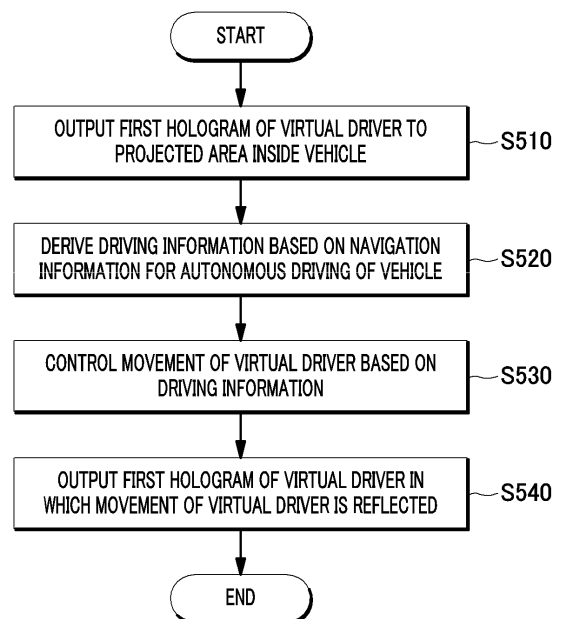 START
OUTPUT FIRST HOLOGRAM OF VIRTUAL DRIVER TO
PROJECTED AREA INSIDE VEHICLE
S510
DERIVE DRIVING INFORMATION BASED ON NAVIGATION
INFORMATION FOR AUTONOMOUS DRIVING OF VEHICLE
S520
CONTROL MOVEMENT OF VIRTUAL DRIVER BASED ON
DRIVING INFORMATION
S530
OUTPUT FIRST HOLOGRAM OF VIRTUAL DRIVER IN
WHICH MOVEMENT OF VIRTUAL DRIVER IS REFLECTED
S540
END